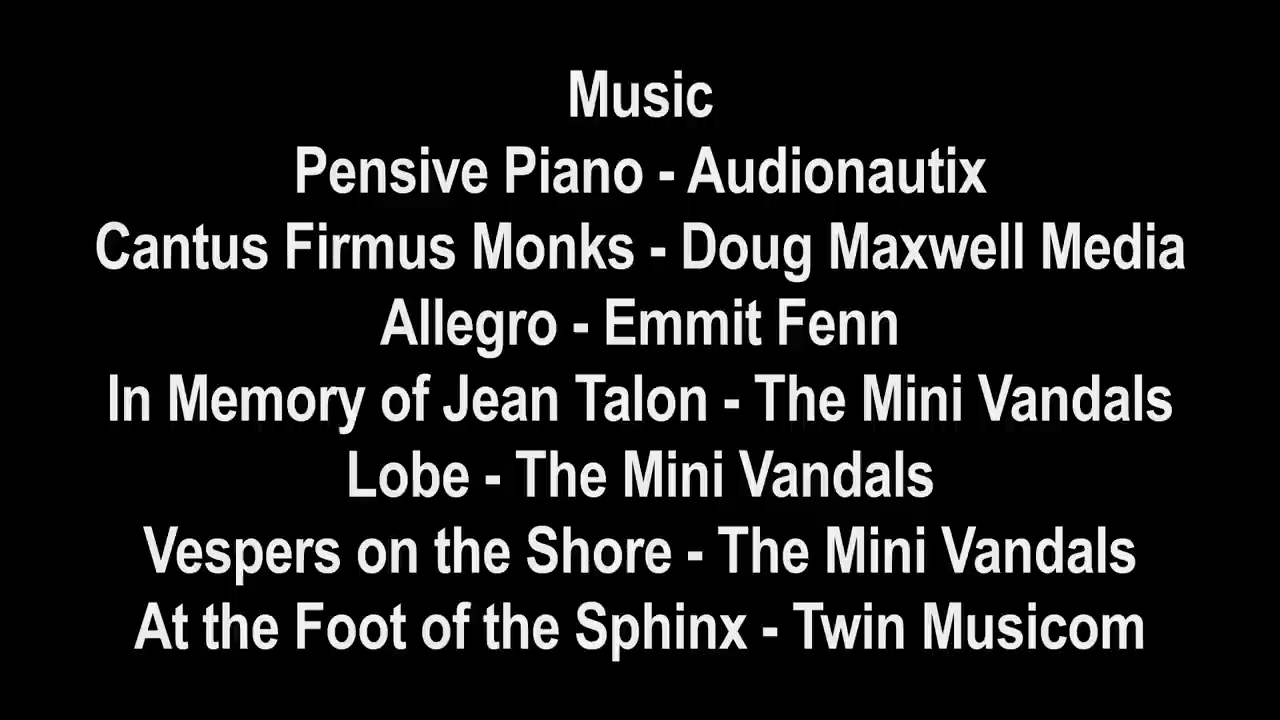 Music
Pensive Piano - Audionautix
Cantus Firmus Monks - Doug Maxwell Media
Allegro - Emmit Fenn
In Memory of Jean Talon - The Mini Vandals
Lobe - The Mini Vandals
Vespers on the Shore - The Mini Vandals
At the Foot of the Sphinx - Twin Musicom